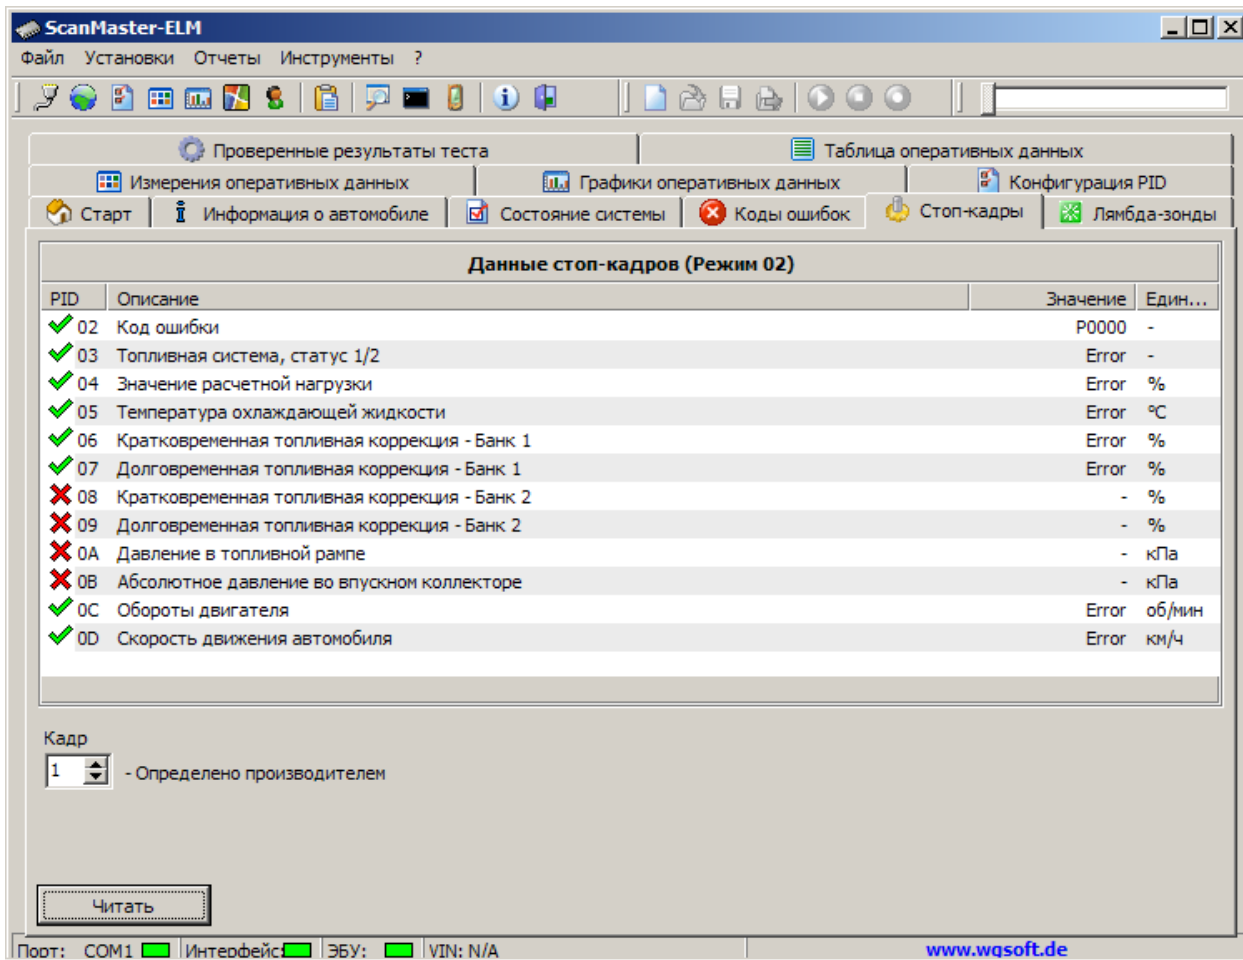 ScanMaster-ELM
Файл Установки Отчеты Инструменты ?
Проверенные результаты теста Таблица оперативных данных
Измерения оперативных данных Графики оперативных данных Конфигурация PID
Старт Информация о автомобиле Состояние системы Коды ошибок Стоп-кадры Лямбда-зонды
Данные стоп-кадров (Режим 02)
PID Описание Значение Един...
02 Код ошибки P0000 -
03 Топливная система, статус 1/2 Error -
04 Значение расчетной нагрузки Error %
05 Температура охлаждающей жидкости Error °C
06 Кратковременная топливная коррекция - Банк 1 Error %
07 Долговременная топливная коррекция - Банк 1 Error %
08 Кратковременная топливная коррекция - Банк 2 - %
09 Долговременная топливная коррекция - Банк 2 - %
0A Давление в топливной рампе - кПа
0B Абсолютное давление во впускном коллекторе - кПа
0C Обороты двигателя Error об/мин
0D Скорость движения автомобиля Error км/ч
Кадр
1 - Определено производителем
Читать
Порт: COM1 Интерфейс: ЭБУ: VIN: N/A www.wgsoft.de